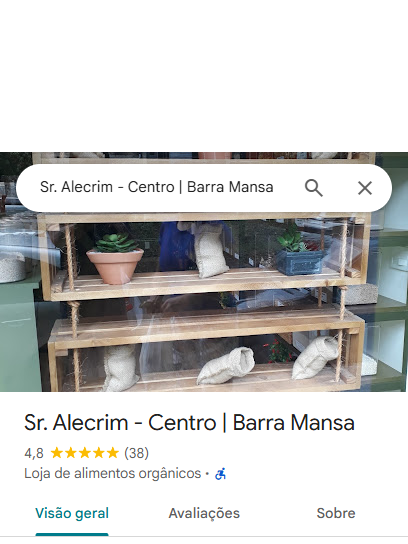 Sr. Alecrim - Centro | Barra Mansa
Sr. Alecrim - Centro | Barra Mansa
4,8 (38)
Loja de alimentos orgânicos ·
Visão geral Avaliações Sobre